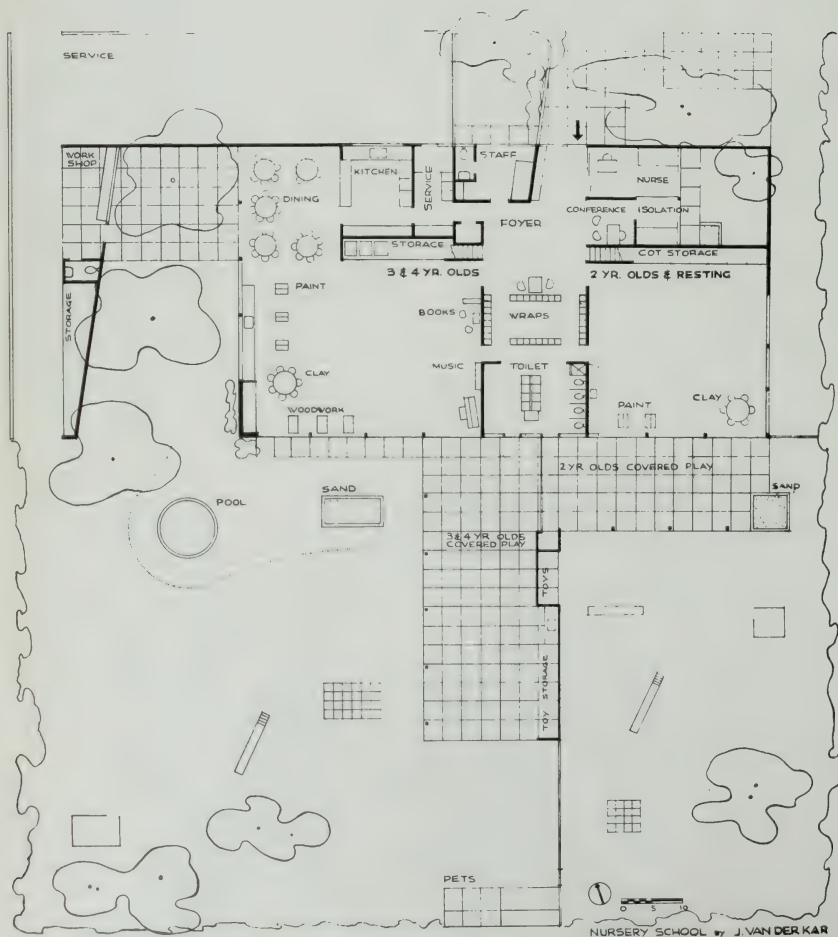 SERVICE
WORK
SHOP
DINING
KITCHEN
SERVICE
STAFF
NURSE
CONFERENCE
ISOLATION
FOYER
STORAGE
COT STORAGE
3 & 4 YR. OLDS
2 YR. OLDS & RESTING
STORAGE
PAINT
BOOKS
WRAPS
CLAY
MUSIC
TOILET
WOODWORK
PAINT
CLAY
2 YR OLDS COVERED PLAY
POOL
SAND
SAND
3 & 4 YR. OLDS
COVERED PLAY
TOYS
TOY STORAGE
PETS
0 5 10
NURSERY SCHOOL BY J. VAN DER KAR